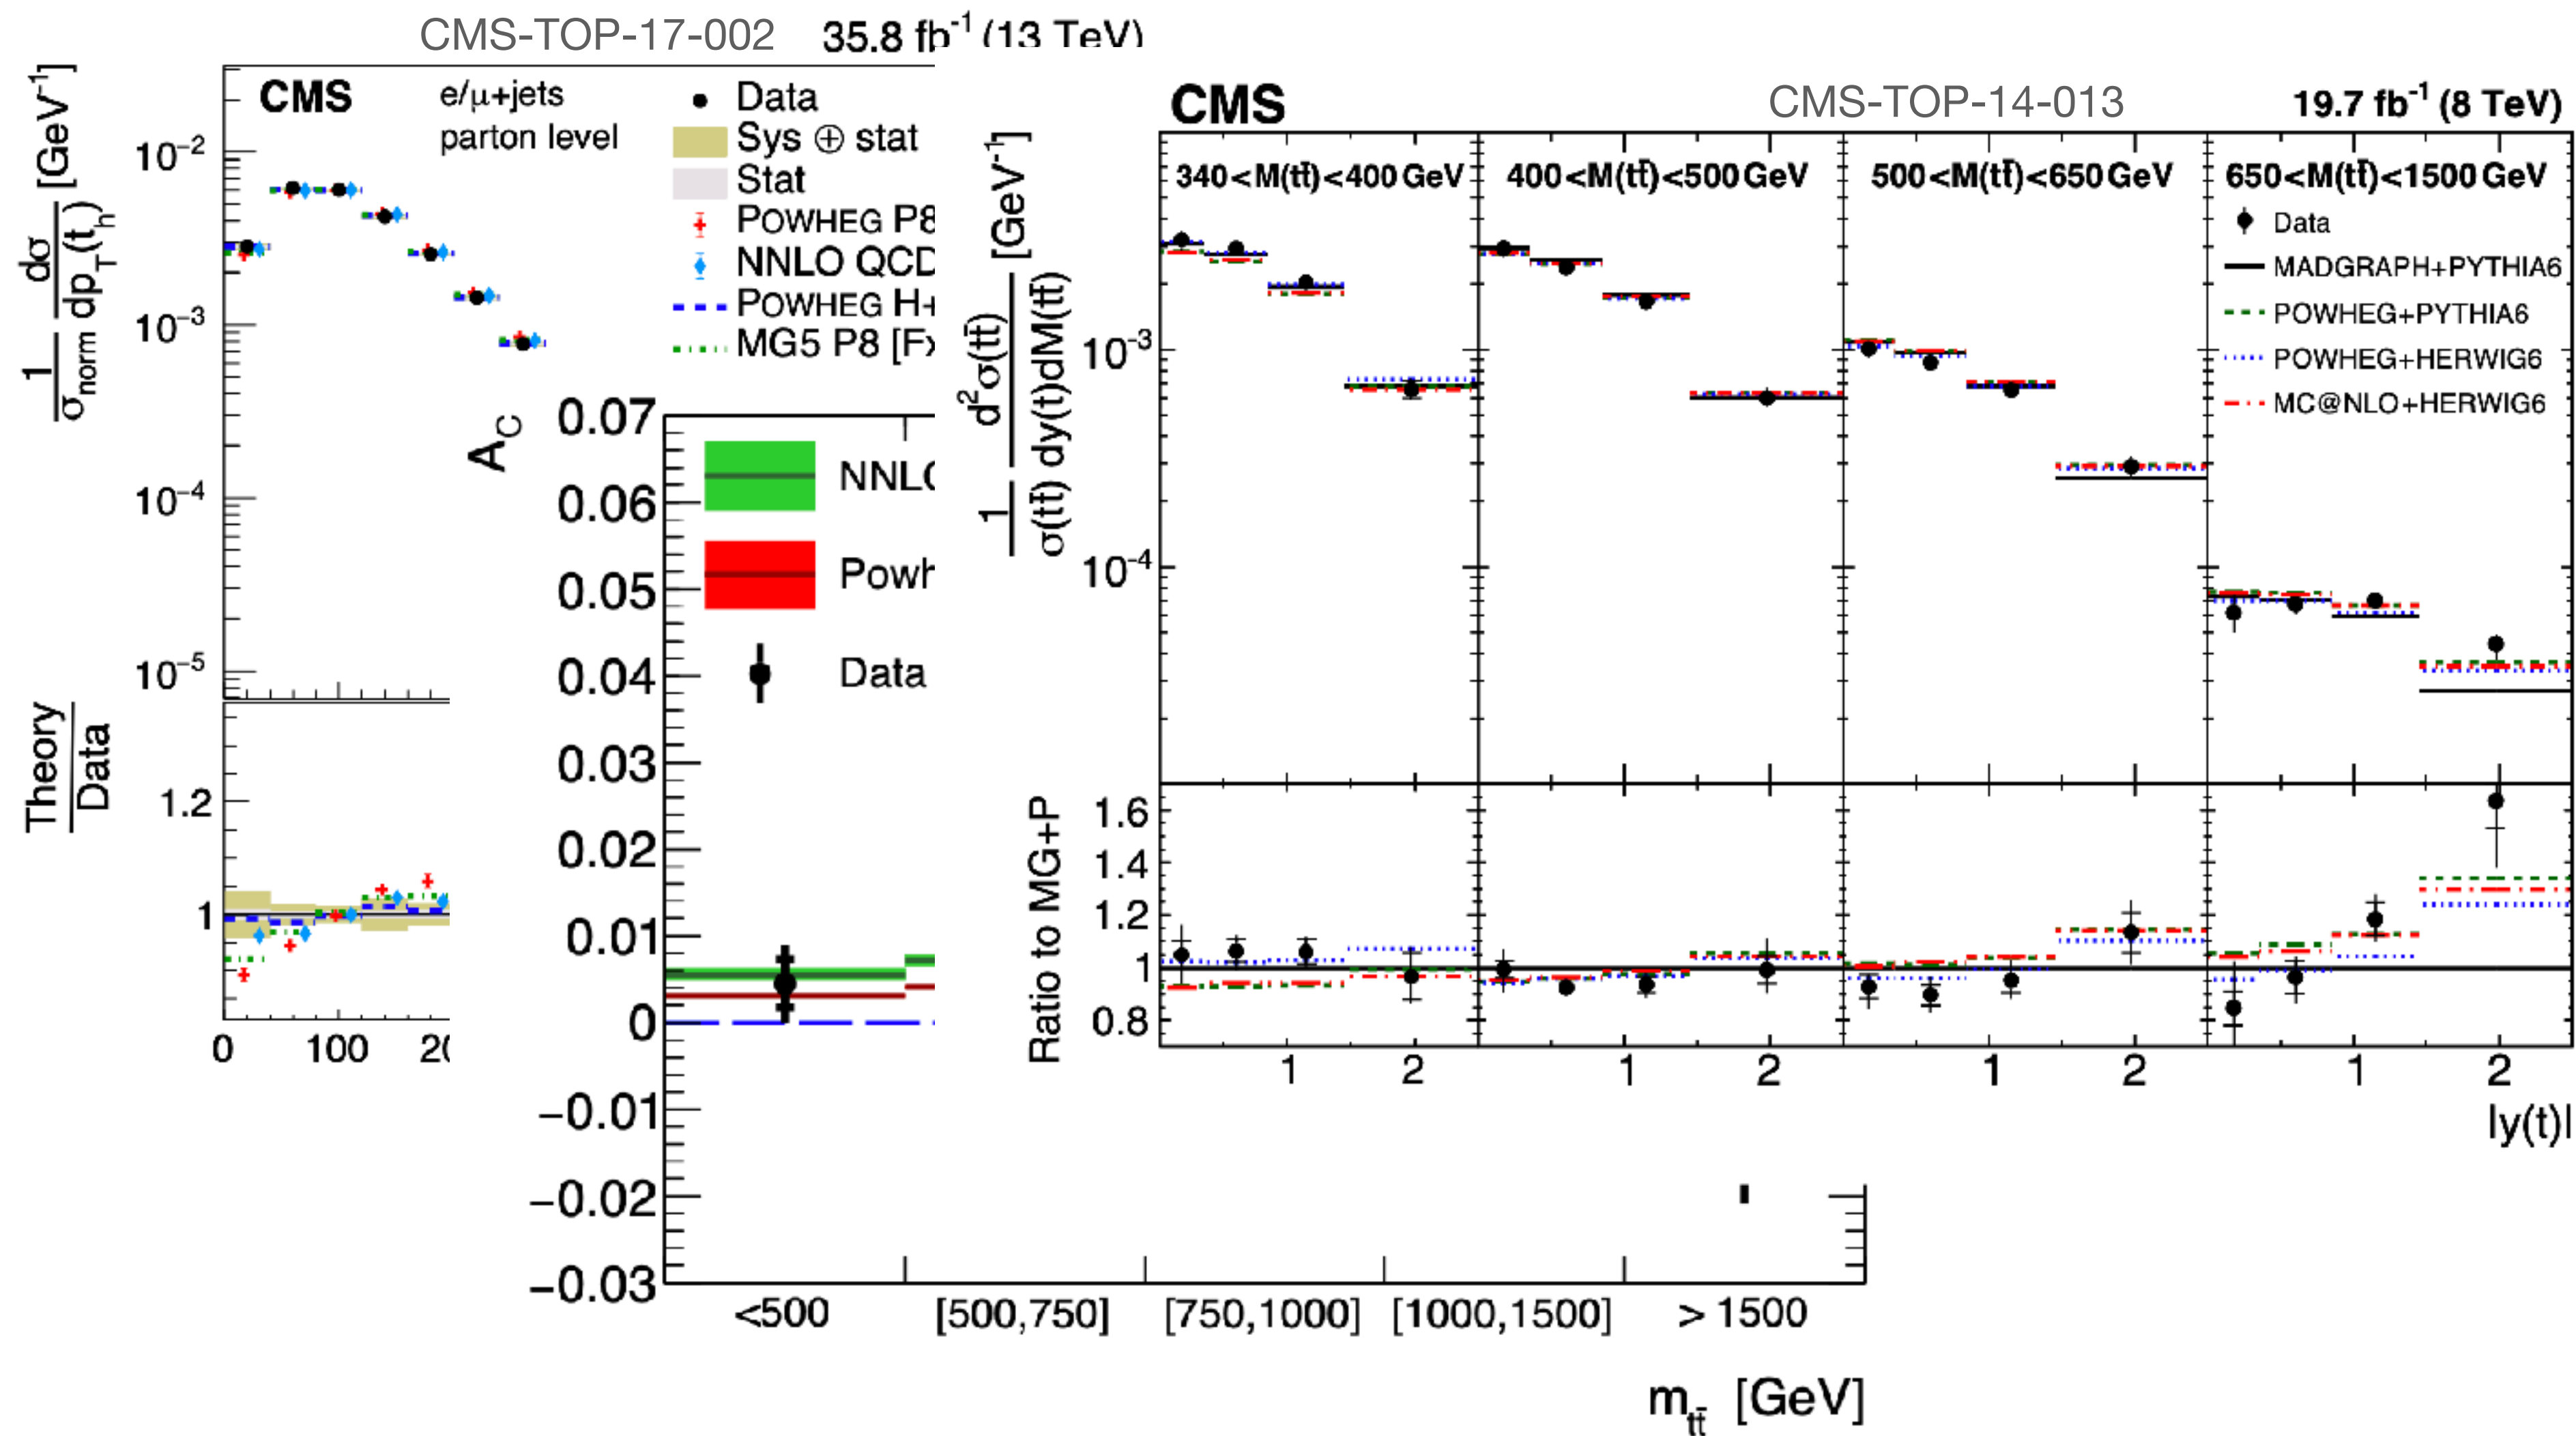 CMS-TOP-17-002 35.8 fb⁻¹ (13 TeV)
CMS
e/μ+jets
parton level
Data
Sys ⊕ stat
Stat
POWHEG P8
NNLO QCD
POWHEG H+
MG5 P8
1/σnorm dσ/dpT(th) [GeV⁻¹]
10⁻²
10⁻³
10⁻⁴
10⁻⁵
Theory
Data
1.2
1
0 100
AC
0.07
0.06
0.05
0.04
0.03
0.02
0.01
0
−0.01
−0.02
−0.03
Data
<500 [500,750] [750,1000] [1000,1500] > 1500
mtt̄ [GeV]
CMS CMS-TOP-14-013 19.7 fb⁻¹ (8 TeV)
1/σ(tt̄) d²σ(tt̄)/dy(t)dM(tt̄) [GeV⁻¹]
340<M(tt̄)<400 GeV 400<M(tt̄)<500 GeV 500<M(tt̄)<650 GeV 650<M(tt̄)<1500 GeV
Data
MADGRAPH+PYTHIA6
POWHEG+PYTHIA6
POWHEG+HERWIG6
MC@NLO+HERWIG6
10⁻³
10⁻⁴
Ratio to MG+P
1.6
1.4
1.2
1
0.8
1 2 1 2 1 2 1 2
|y(t)|